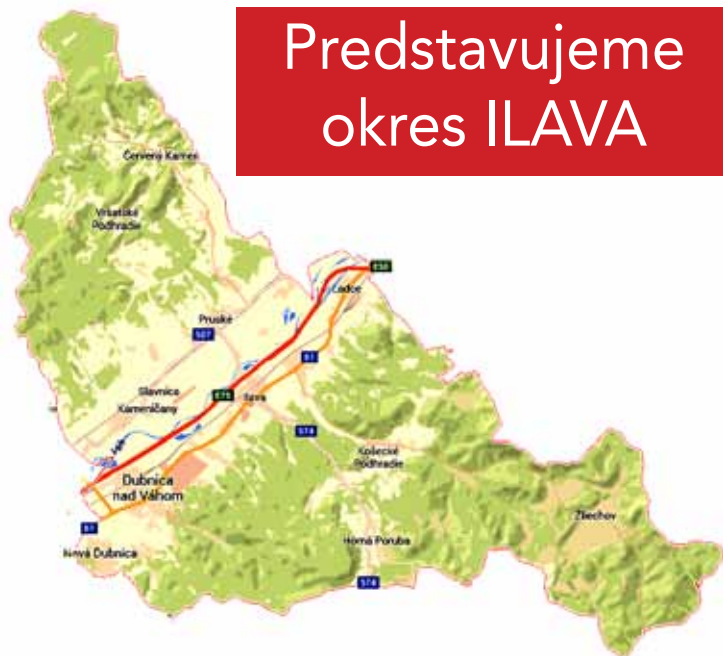 Predstavujeme
okres ILAVA
Červený Kameň
Vršatské
Podhradie
E50
Ladce
Pruské
507
61
Slavnica
E75
Ilava
Kameničany
574
Košecké
Podhradie
Dubnica
nad Váhom
Zliechov
61
Nová Dubnica
Horná Poruba
574